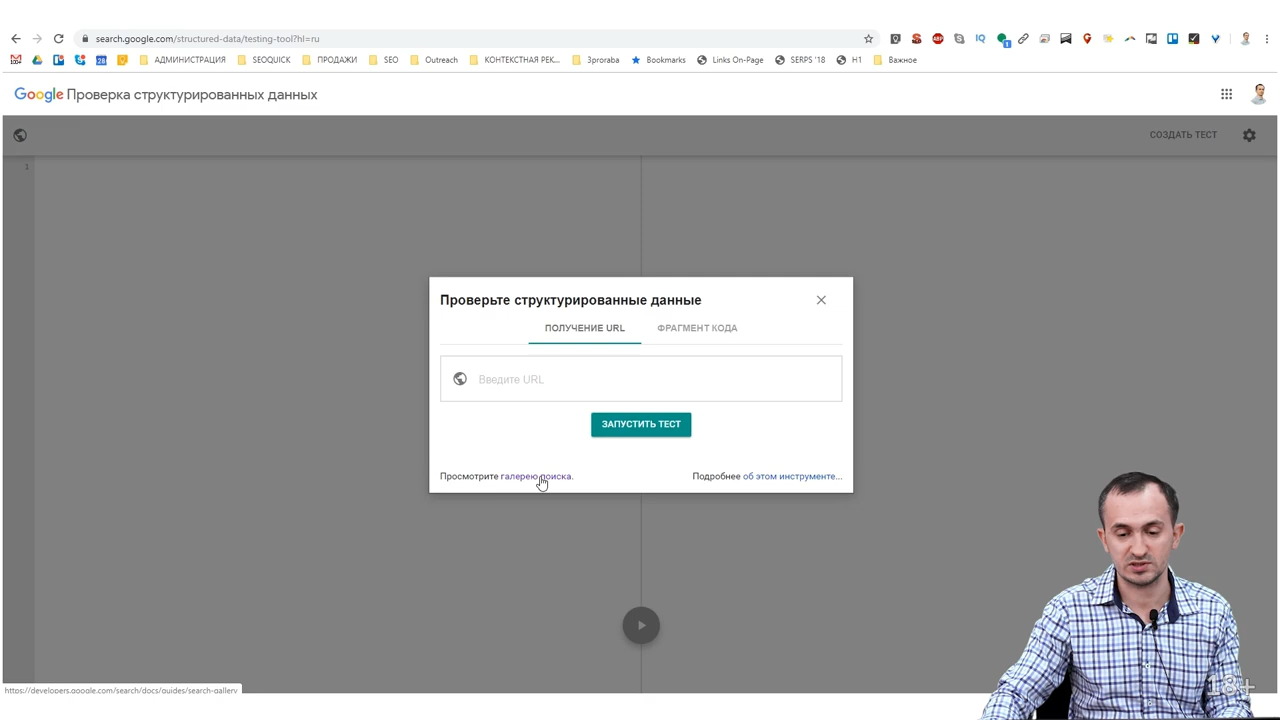 search.google.com/structured-data/testing-tool?hl=ru
АДМИНИСТРАЦИЯ SEOQUICK ПРОДАЖИ SEO Outreach КОНТЕКСТНАЯ РЕК... 3proraba Bookmarks Links On-Page SERPS '18 H1 Важное
Google Проверка структурированных данных
СОЗДАТЬ ТЕСТ
1
Проверьте структурированные данные
ПОЛУЧЕНИЕ URL ФРАГМЕНТ КОДА
Введите URL
ЗАПУСТИТЬ ТЕСТ
Просмотрите галерею поиска. Подробнее об этом инструменте...
https://developers.google.com/search/docs/guides/search-gallery
18+